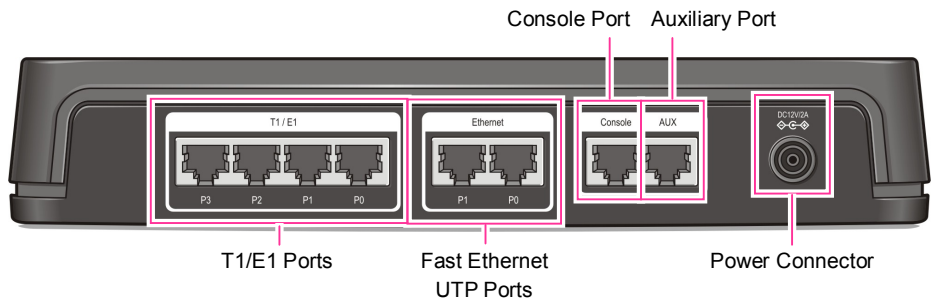 Console Port Auxiliary Port
T1 / E1 Ethernet Console AUX DC12V/2A
P3 P2 P1 P0 P1 P0
T1/E1 Ports Fast Ethernet Power Connector
UTP Ports